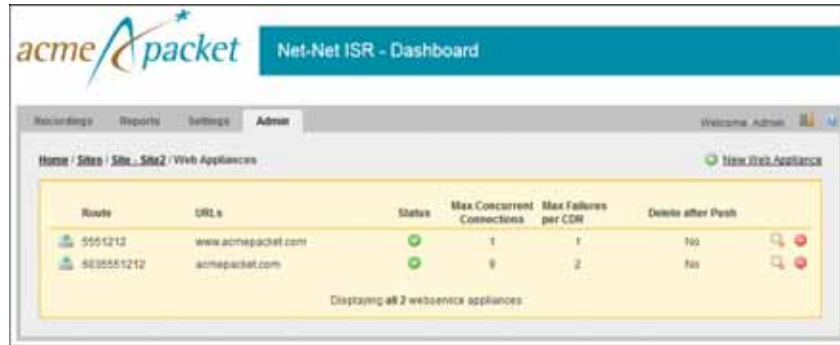 acme packet
Net-Net ISR - Dashboard
Recordings Reports Settings Admin Welcome, Admin
Home / Sites / Site - Site2 / Web Appliances New Web Appliance
Route URLs Status Max Concurrent Connections Max Failures per CDR Delete after Push
5551212 www.acmepacket.com 1 1 No
6035551212 acmepacket.com 9 2 No
Displaying all 2 webservice appliances